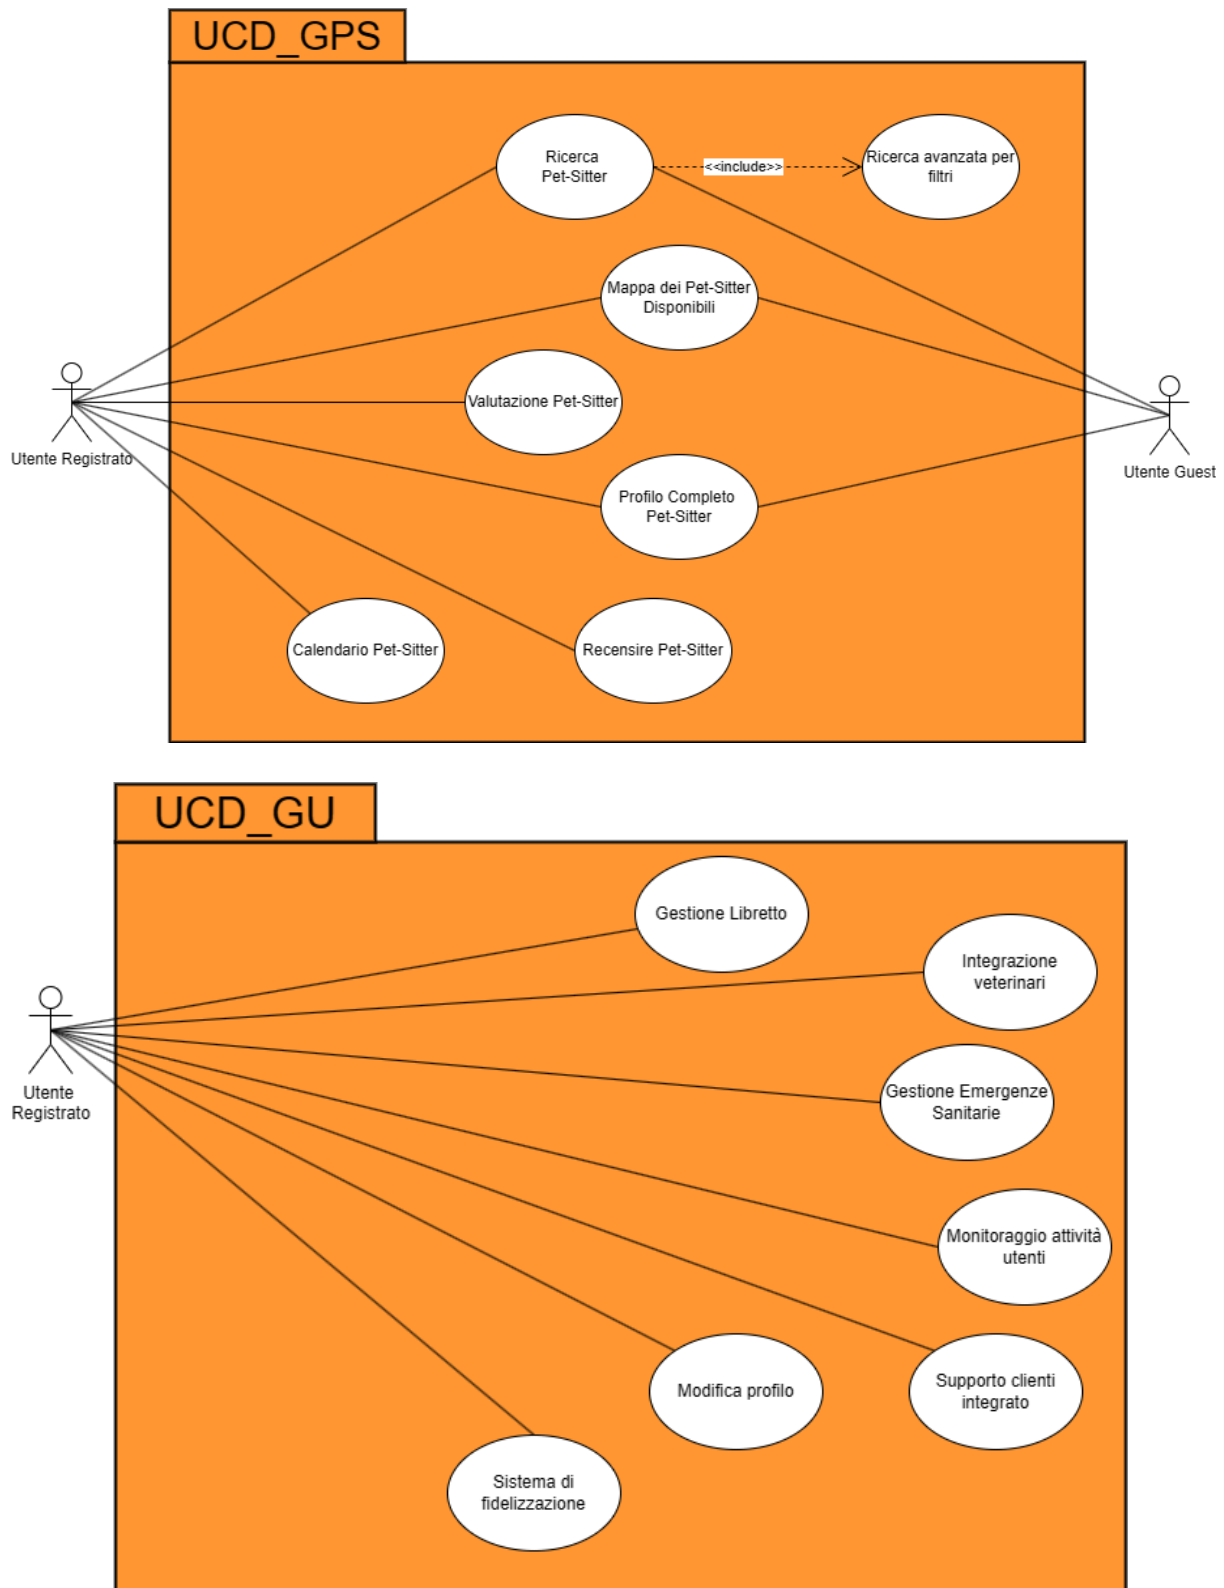 UCD_GPS
Ricerca
Pet-Sitter
<<include>>
Ricerca avanzata per
filtri
Mappa dei Pet-Sitter
Disponibili
Valutazione Pet-Sitter
Utente Registrato
Utente Guest
Profilo Completo
Pet-Sitter
Calendario Pet-Sitter
Recensire Pet-Sitter
UCD_GU
Gestione Libretto
Integrazione
veterinari
Utente
Registrato
Gestione Emergenze
Sanitarie
Monitoraggio attività
utenti
Modifica profilo
Supporto clienti
integrato
Sistema di
fidelizzazione